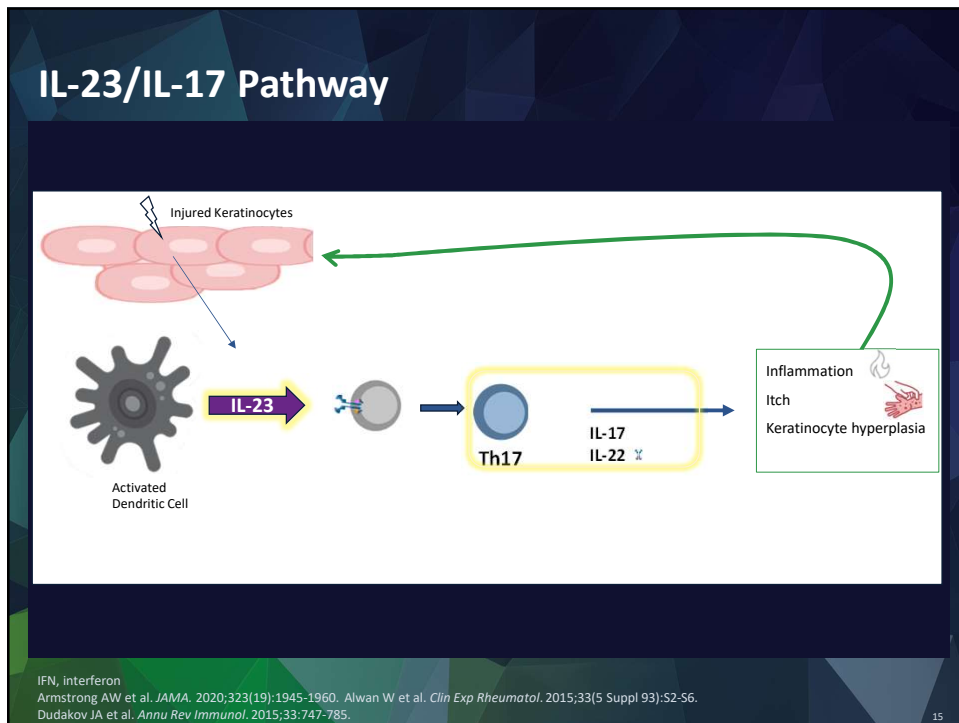 IL-23/IL-17 Pathway
Injured Keratinocytes
IL-23
Activated
Dendritic Cell
Th17
IL-17
IL-22
Inflammation
Itch
Keratinocyte hyperplasia
IFN, interferon
Armstrong AW et al. JAMA. 2020;323(19):1945-1960. Alwan W et al. Clin Exp Rheumatol. 2015;33(5 Suppl 93):S2-S6.
Dudakov JA et al. Annu Rev Immunol. 2015;33:747-785.
15